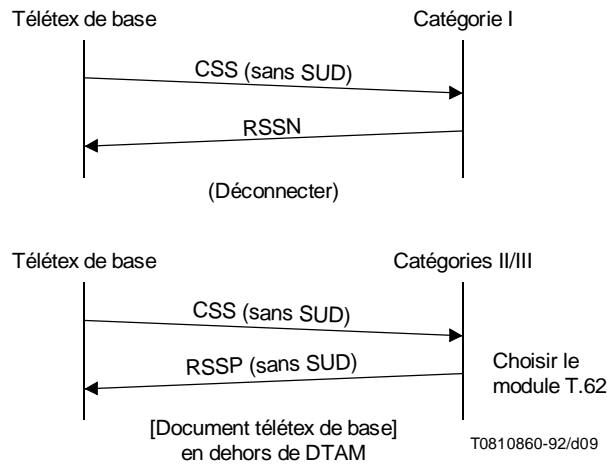 Télétex de base
Catégorie I
CSS (sans SUD)
RSSN
(Déconnecter)
Télétex de base
Catégories II/III
CSS (sans SUD)
RSSP (sans SUD)
Choisir le
module T.62
[Document télétex de base]
en dehors de DTAM
T0810860-92/d09